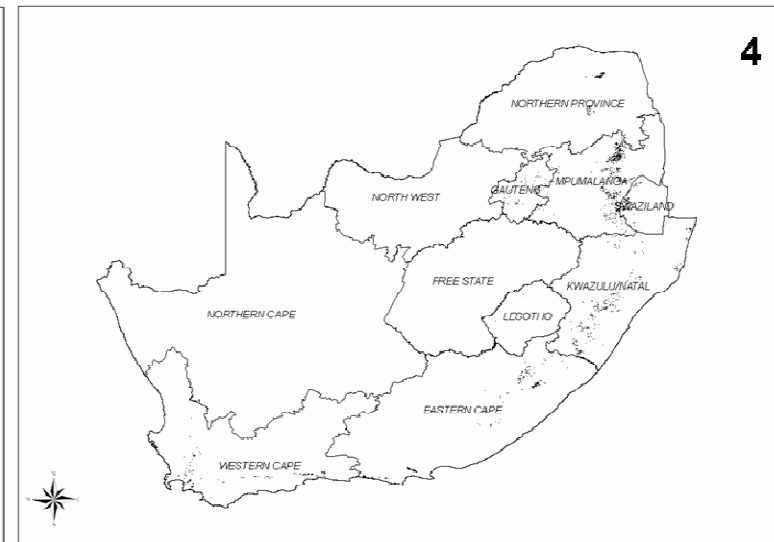 4
NORTHERN PROVINCE
NORTH WEST
GAUTENG
MPUMALANGA
SWAZILAND
FREE STATE
KWAZULU/NATAL
NORTHERN CAPE
EASTERN CAPE
WESTERN CAPE